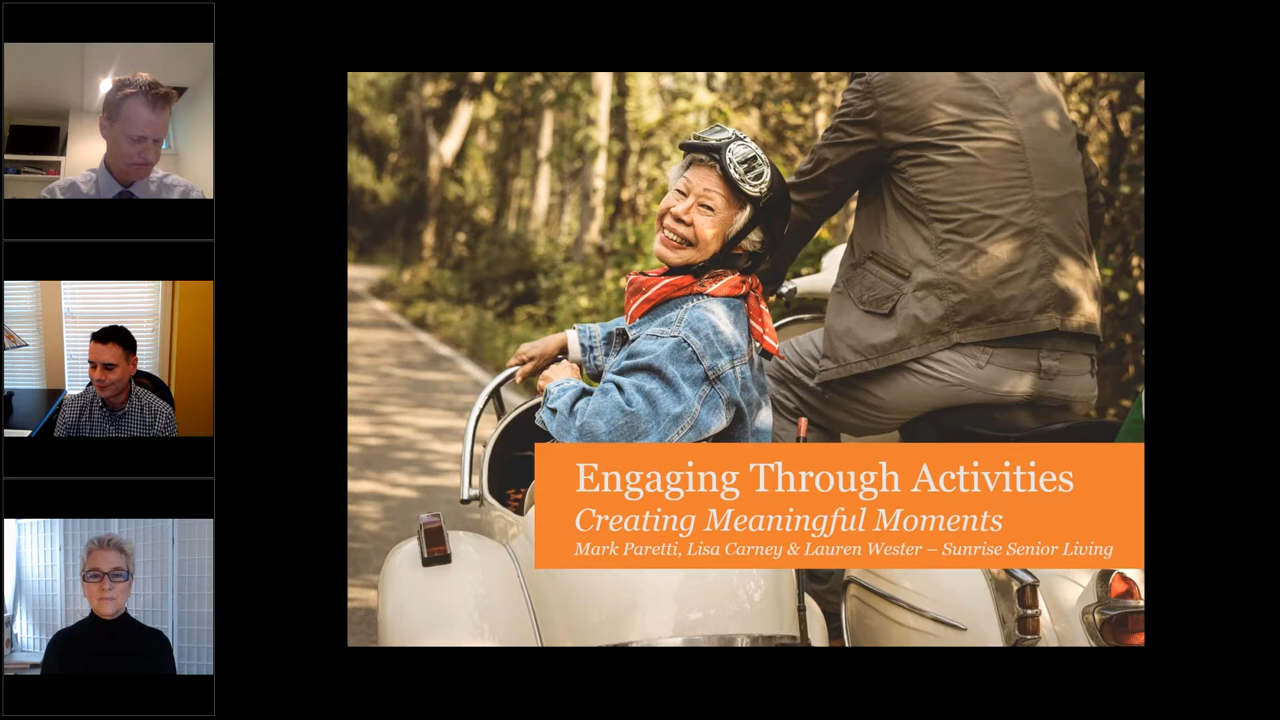 Engaging Through Activities
Creating Meaningful Moments
Mark Paretti, Lisa Carney & Lauren Wester – Sunrise Senior Living